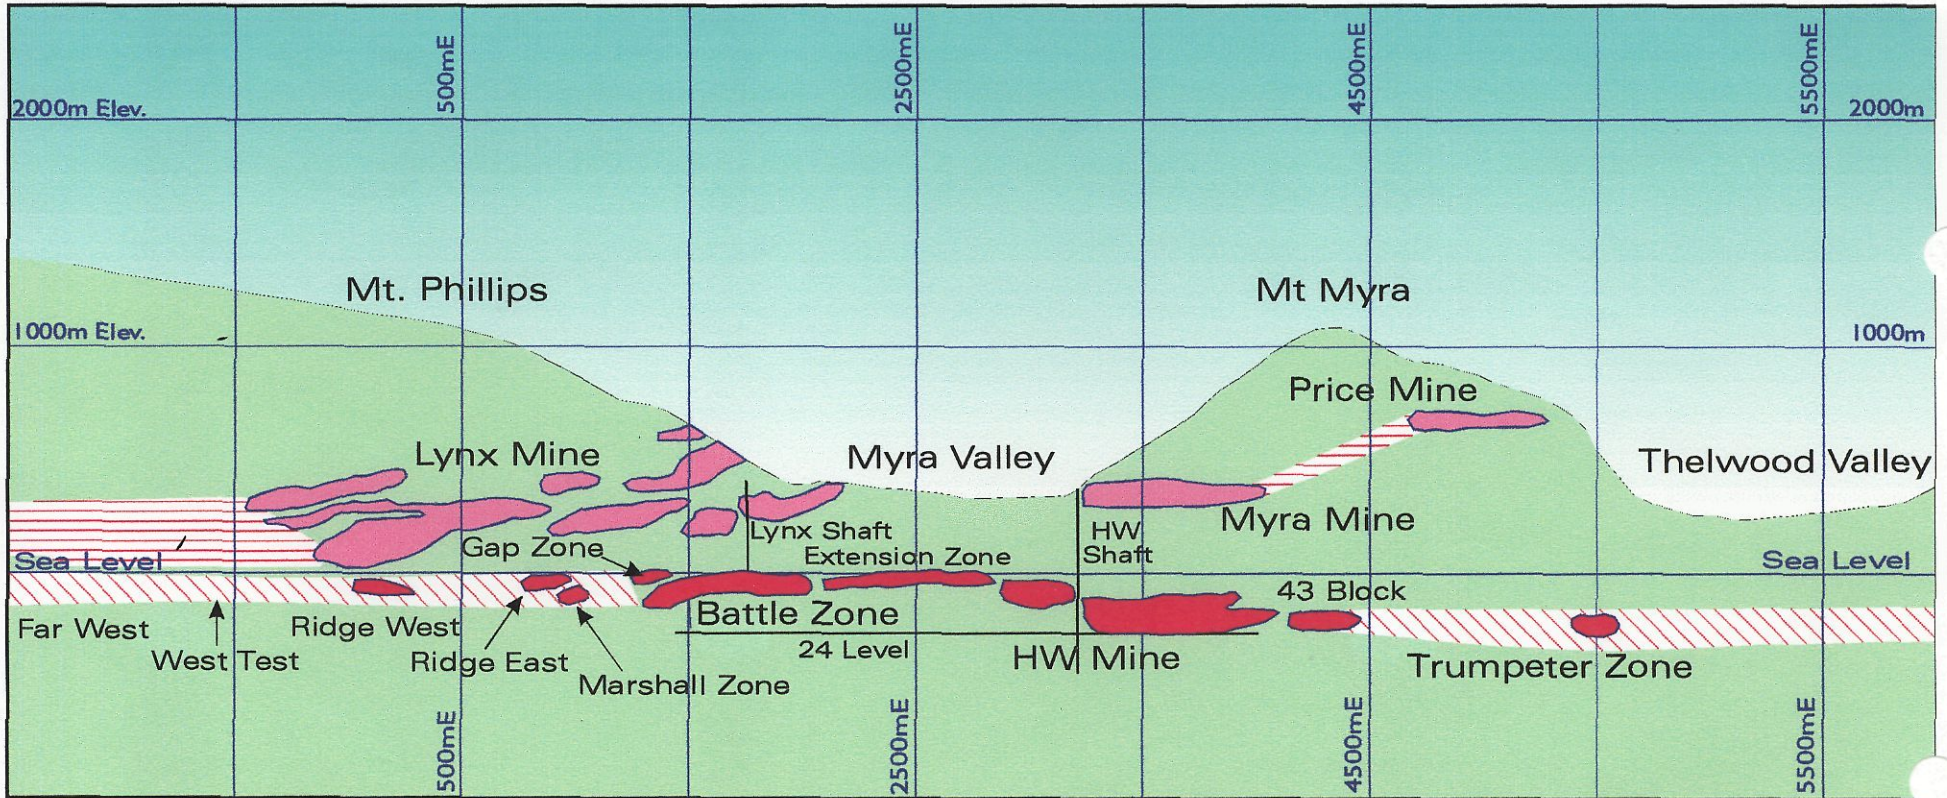 500mE
2500mE
4500mE
5500mE
2000m Elev.
2000m
Mt. Phillips
Mt Myra
1000m Elev.
1000m
Price Mine
Lynx Mine
Myra Valley
Thelwood Valley
Myra Mine
Lynx Shaft
HW
Shaft
Gap Zone
Extension Zone
Sea Level
Sea Level
43 Block
Battle Zone
Far West
Ridge West
24 Level
West Test
Ridge East
HW Mine
Trumpeter Zone
Marshall Zone
500mE
2500mE
4500mE
5500mE